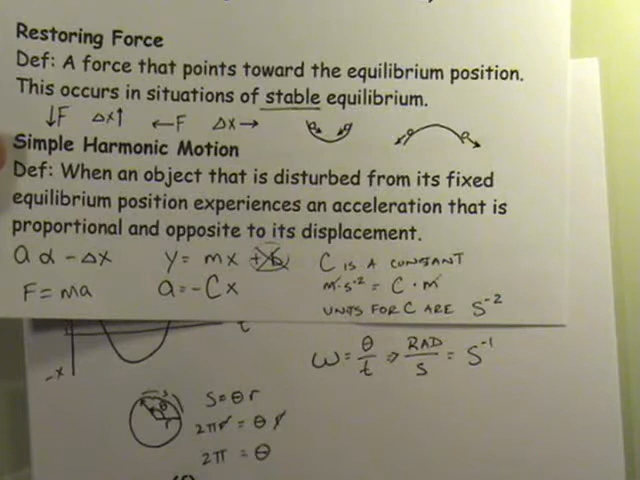 Restoring Force
Def: A force that points toward the equilibrium position.
This occurs in situations of stable equilibrium.
↓F Δx↑ ←F Δx→
Simple Harmonic Motion
Def: When an object that is disturbed from its fixed
equilibrium position experiences an acceleration that is
proportional and opposite to its displacement.
a α -Δx y = mx + b C IS A CONSTANT
F = ma a = -Cx m·s⁻² = C · m
UNITS FOR C ARE S⁻²
t
-x
ω = θ/t ⇒ RAD/S = S⁻¹
S = θr
2πr = θr
2π = θ